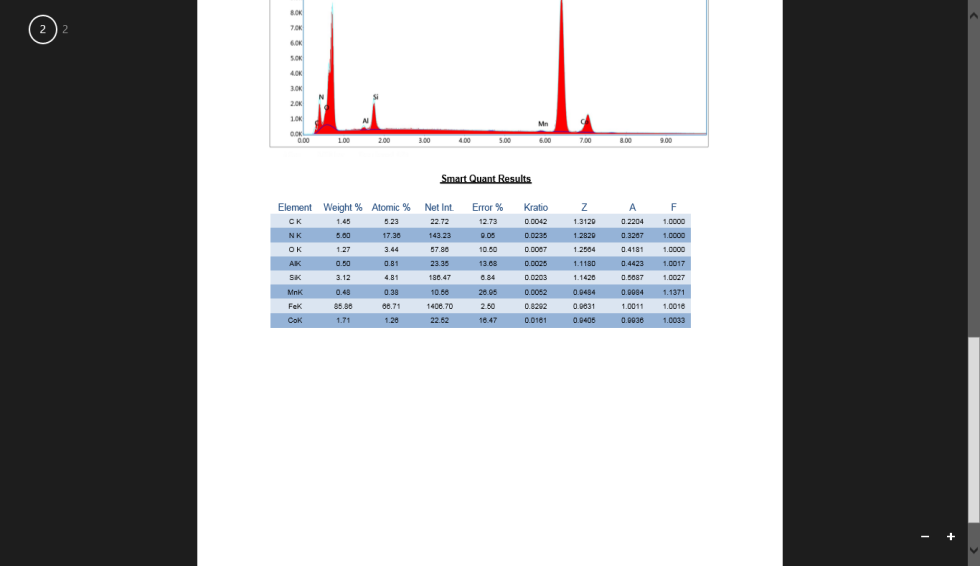 2 2
8.0K
7.0K
6.0K
5.0K
4.0K
3.0K
2.0K
1.0K
0.0K
N
O
C
Al
Si
Mn
0.00 1.00 2.00 3.00 4.00 5.00 6.00 7.00 8.00 9.00
Smart Quant Results
Element Weight % Atomic % Net Int. Error % Kratio Z A F
C K 1.45 5.23 22.72 12.73 0.0042 1.3129 0.2204 1.0000
N K 5.60 17.36 143.23 9.05 0.0235 1.2829 0.3267 1.0000
O K 1.27 3.44 57.86 10.50 0.0067 1.2564 0.4181 1.0000
AlK 0.50 0.81 23.35 13.68 0.0025 1.1180 0.4423 1.0017
SiK 3.12 4.81 186.47 6.84 0.0203 1.1426 0.5687 1.0027
MnK 0.48 0.38 10.56 26.95 0.0052 0.9484 0.9984 1.1371
FeK 85.86 66.71 1406.70 2.50 0.8292 0.9631 1.0011 1.0016
CoK 1.71 1.26 22.52 16.47 0.0161 0.9405 0.9936 1.0033